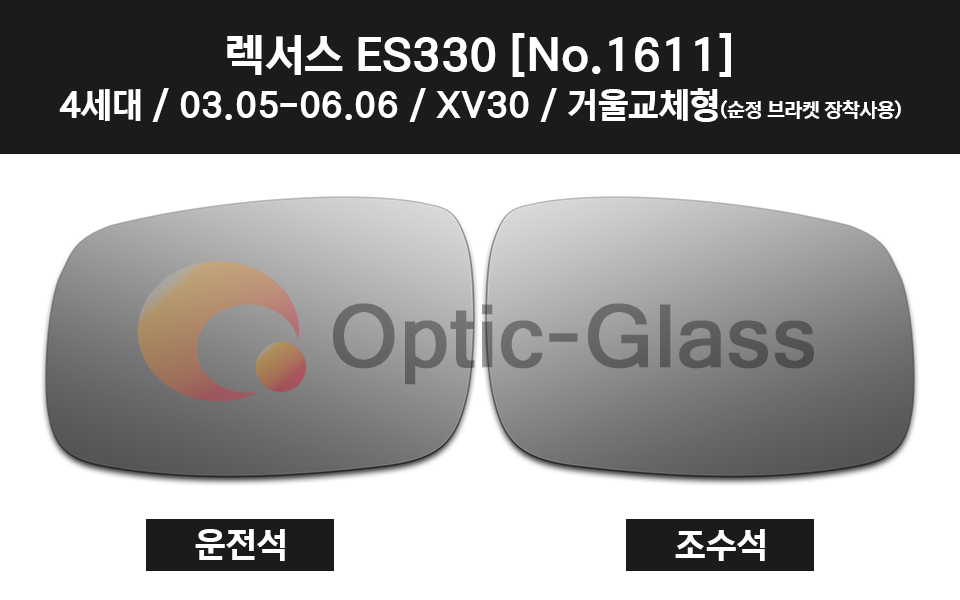 렉서스 ES330 [No.1611]
4세대 / 03.05-06.06 / XV30 / 거울교체형(순정 브라켓 장착사용)
Optic-Glass
운전석
조수석